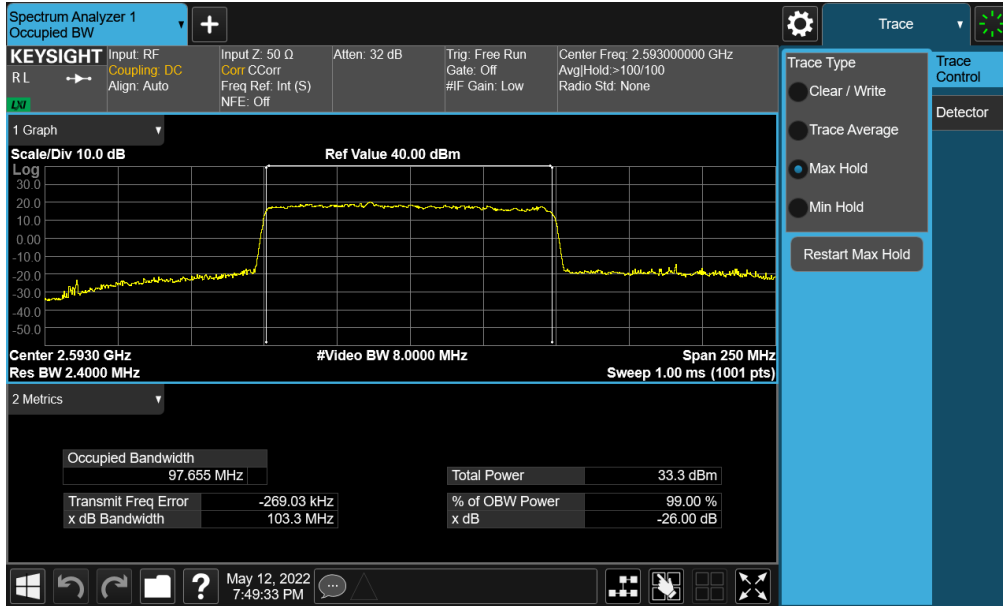 Spectrum Analyzer 1
Occupied BW
+
Trace
KEYSIGHT
RL
LXI
Input: RF
Coupling: DC
Align: Auto
Input Z: 50 Ω
Corr CCorr
Freq Ref: Int (S)
NFE: Off
Atten: 32 dB
Trig: Free Run
Gate: Off
#IF Gain: Low
Center Freq: 2.593000000 GHz
Avg|Hold:>100/100
Radio Std: None
Trace Type
Clear / Write
Trace Average
Max Hold
Min Hold
Restart Max Hold
Trace
Control
Detector
1 Graph
Scale/Div 10.0 dB
Ref Value 40.00 dBm
Log
30.0
20.0
10.0
0.00
-10.0
-20.0
-30.0
-40.0
-50.0
Center 2.5930 GHz
#Video BW 8.0000 MHz
Span 250 MHz
Res BW 2.4000 MHz
Sweep 1.00 ms (1001 pts)
2 Metrics
Occupied Bandwidth
97.655 MHz
Total Power 33.3 dBm
Transmit Freq Error -269.03 kHz
% of OBW Power 99.00 %
x dB Bandwidth 103.3 MHz
x dB -26.00 dB
?
May 12, 2022
7:49:33 PM